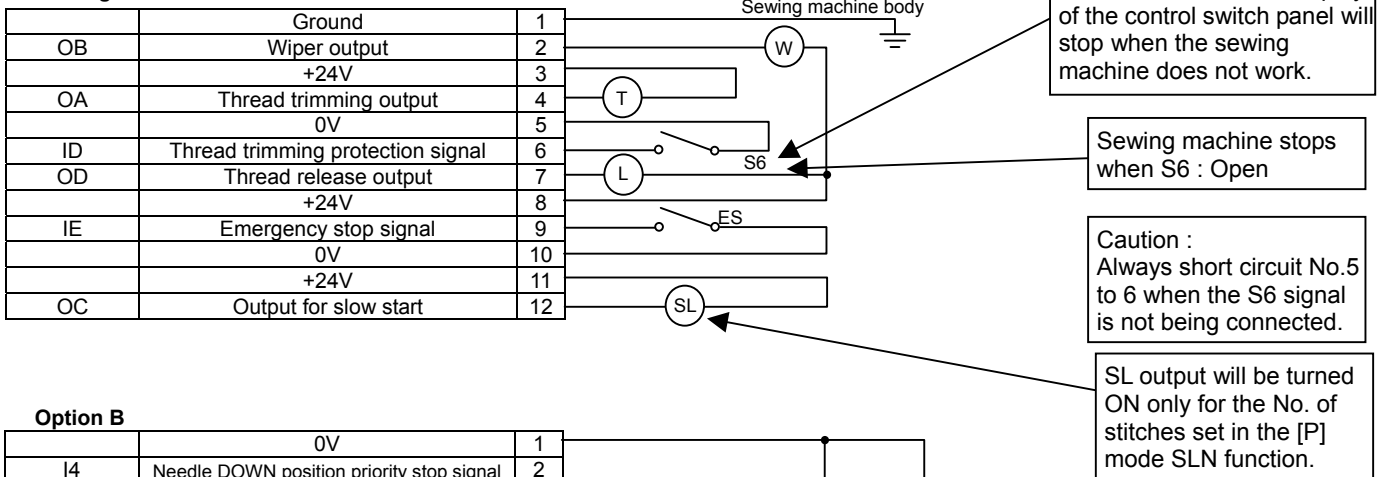 Sewing machine body
Ground 1
OB Wiper output 2
+24V 3
OA Thread trimming output 4
0V 5
ID Thread trimming protection signal 6
OD Thread release output 7
+24V 8
IE Emergency stop signal 9
0V 10
+24V 11
OC Output for slow start 12
W
T
S6
L
ES
SL
of the control switch panel will
stop when the sewing
machine does not work.
Sewing machine stops
when S6 : Open
Caution :
Always short circuit No.5
to 6 when the S6 signal
is not being connected.
SL output will be turned
ON only for the No. of
stitches set in the [P]
mode SLN function.
Option B
0V 1
I4 Needle DOWN position priority stop signal 2